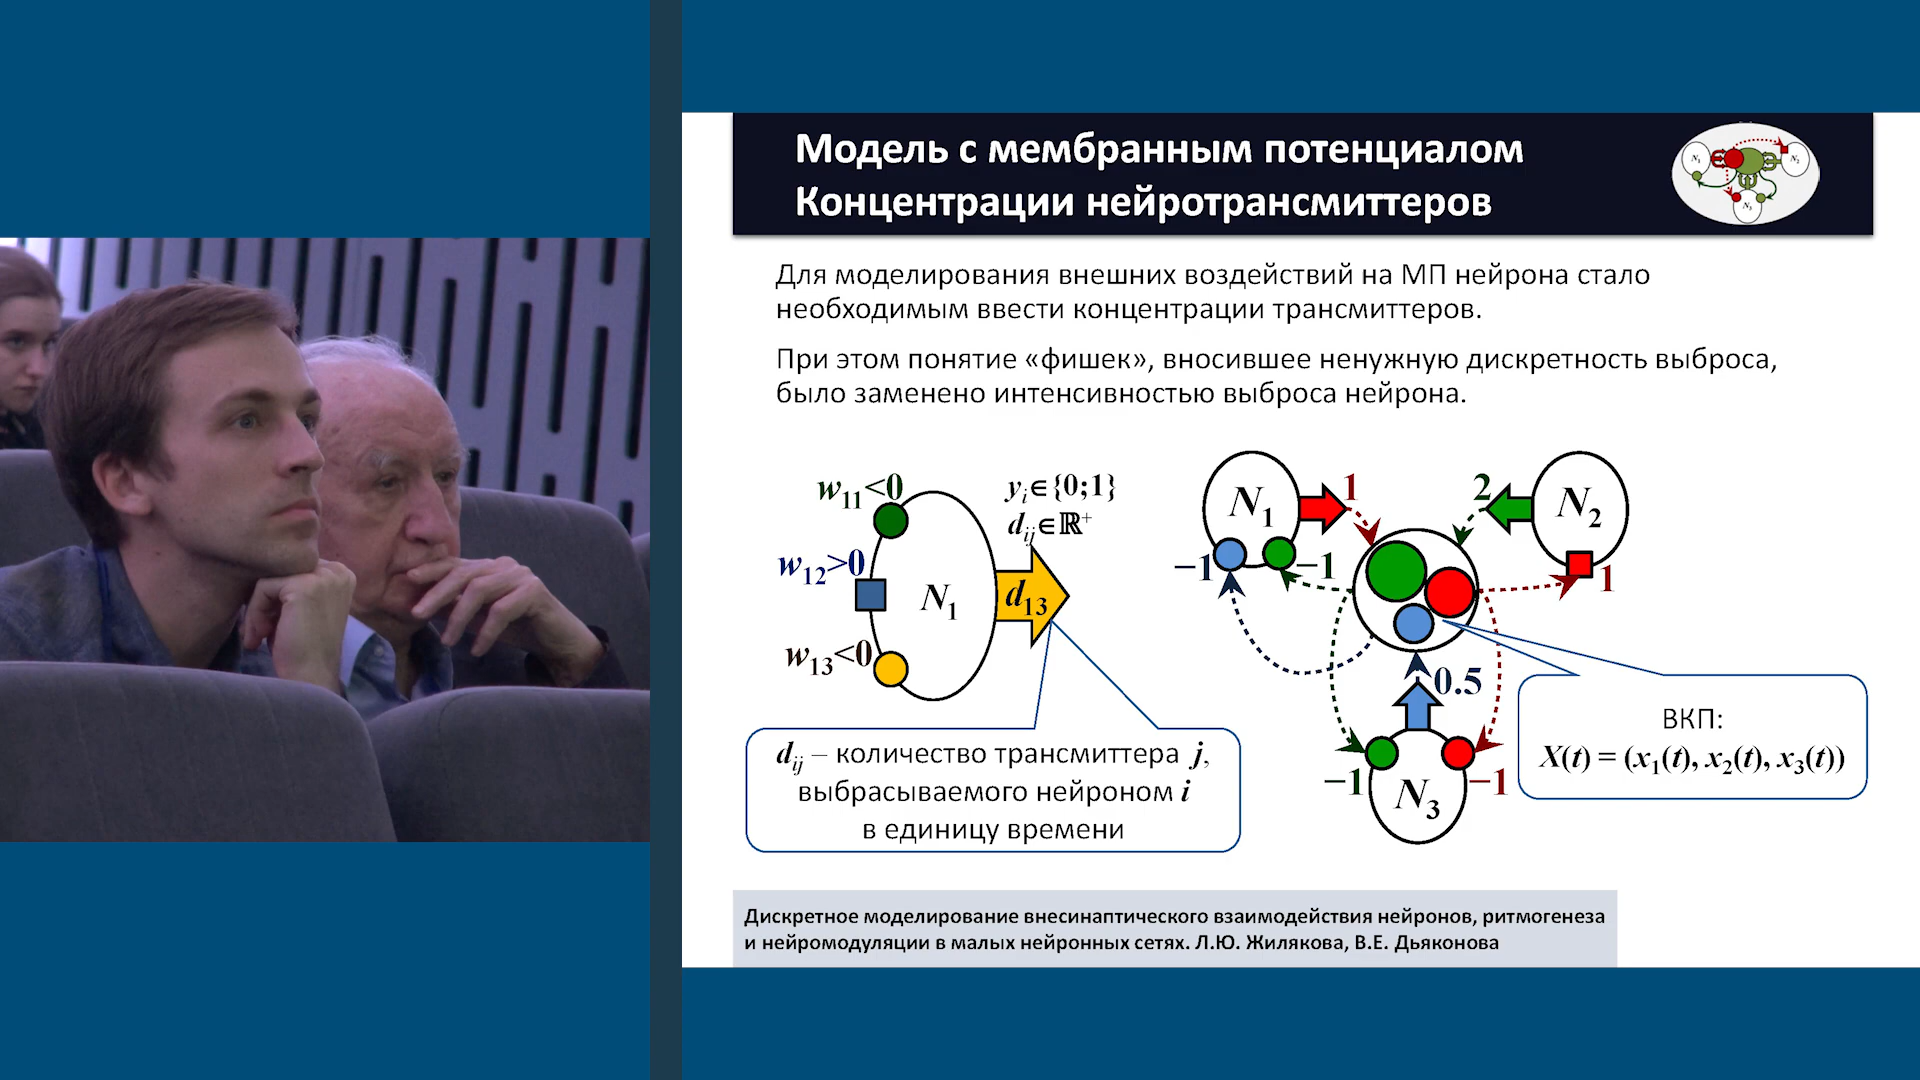 Модель с мембранным потенциалом
Концентрации нейротрансмиттеров
N₁
N₂
N₃
Для моделирования внешних воздействий на МП нейрона стало
необходимым ввести концентрации трансмиттеров.
При этом понятие «фишек», вносившее ненужную дискретность выброса,
было заменено интенсивностью выброса нейрона.
w₁₁<0
w₁₂>0
w₁₃<0
N₁
yᵢ∈{0;1}
dᵢⱼ∈ℝ⁺
d₁₃
dᵢⱼ – количество трансмиттера j,
выбрасываемого нейроном i
в единицу времени
N₁
1
−1
−1
2
N₂
1
0.5
−1
N₃
−1
ВКП:
X(t) = (x₁(t), x₂(t), x₃(t))
Дискретное моделирование внесинаптического взаимодействия нейронов, ритмогенеза
и нейромодуляции в малых нейронных сетях. Л.Ю. Жилякова, В.Е. Дьяконова